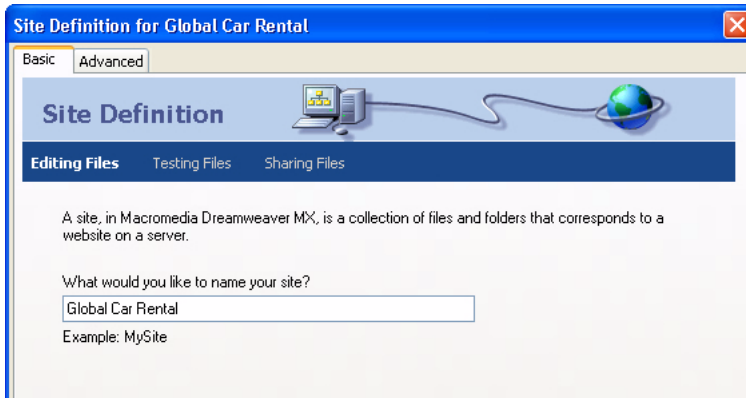 Site Definition for Global Car Rental
Basic
Advanced
Site Definition
Editing Files
Testing Files
Sharing Files
A site, in Macromedia Dreamweaver MX, is a collection of files and folders that corresponds to a
website on a server.
What would you like to name your site?
Global Car Rental
Example: MySite